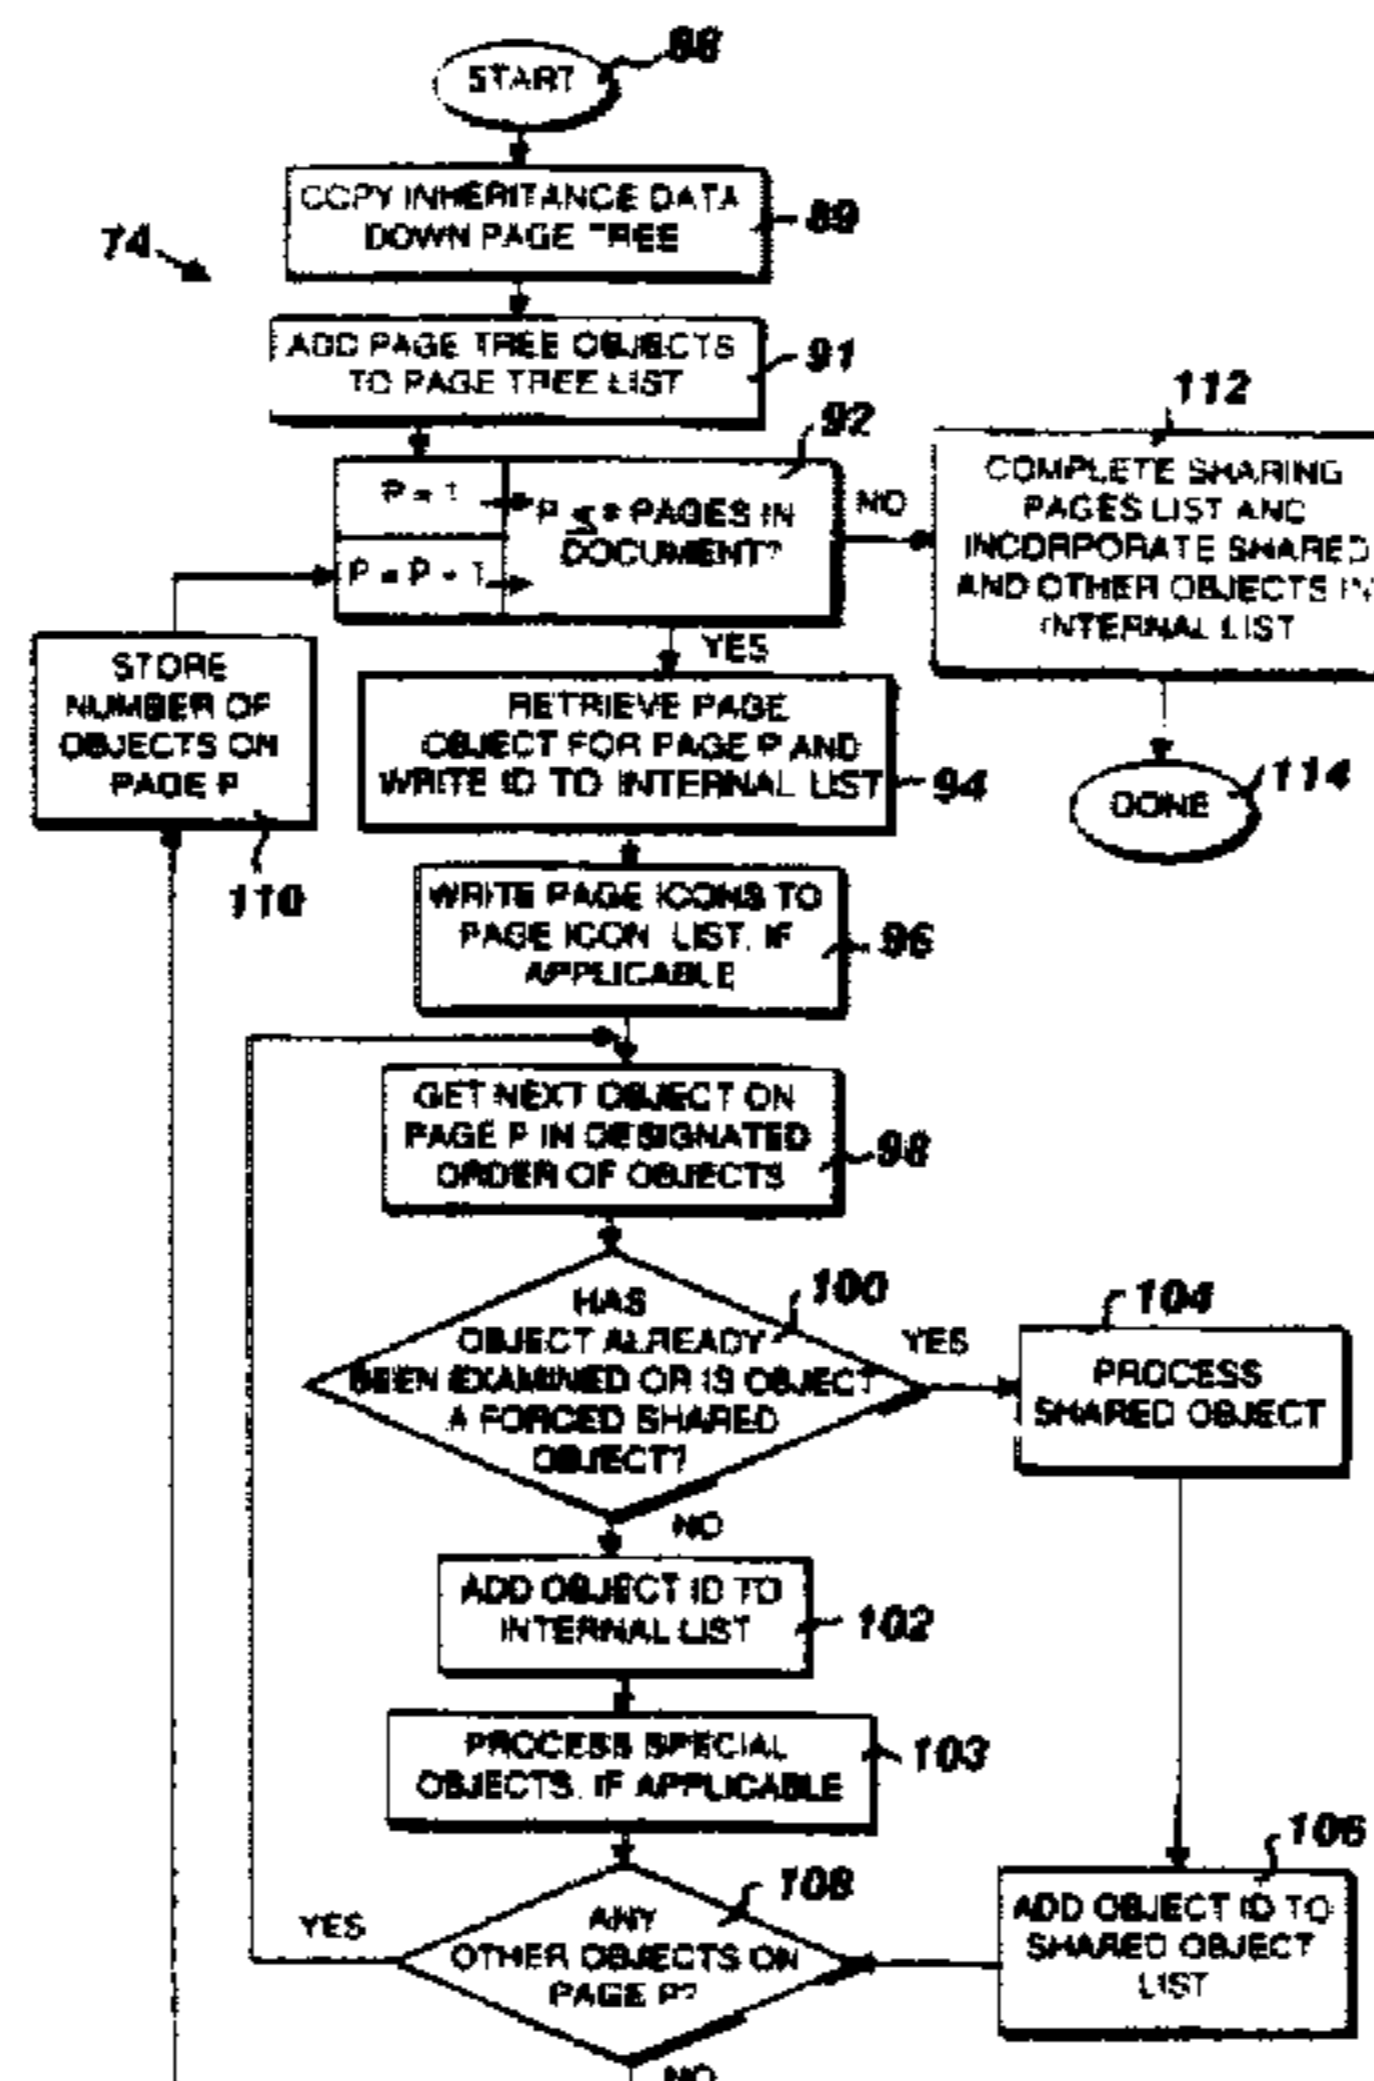 START
88
COPY INHERITANCE DATA
DOWN PAGE TREE
89
74
ADD PAGE TREE OBJECTS
TO PAGE TREE LIST
91
92
P = 1
P ≤ # PAGES IN
DOCUMENT?
P = P + 1
NO
112
COMPLETE SHARING
PAGES LIST AND
INCORPORATE SHARED
AND OTHER OBJECTS IN
INTERNAL LIST
YES
STORE
NUMBER OF
OBJECTS ON
PAGE P
110
RETRIEVE PAGE
OBJECT FOR PAGE P AND
WRITE ID TO INTERNAL LIST
94
DONE
114
WRITE PAGE ICONS TO
PAGE ICON LIST, IF
APPLICABLE
96
GET NEXT OBJECT ON
PAGE P IN DESIGNATED
ORDER OF OBJECTS
98
HAS
OBJECT ALREADY
BEEN EXAMINED OR IS OBJECT
A FORCED SHARED
OBJECT?
100
YES
104
PROCESS
SHARED OBJECT
NO
ADD OBJECT ID TO
INTERNAL LIST
102
PROCESS SPECIAL
OBJECTS, IF APPLICABLE
103
106
ADD OBJECT ID TO
SHARED OBJECT
LIST
108
ANY
OTHER OBJECTS ON
PAGE P?
YES
NO